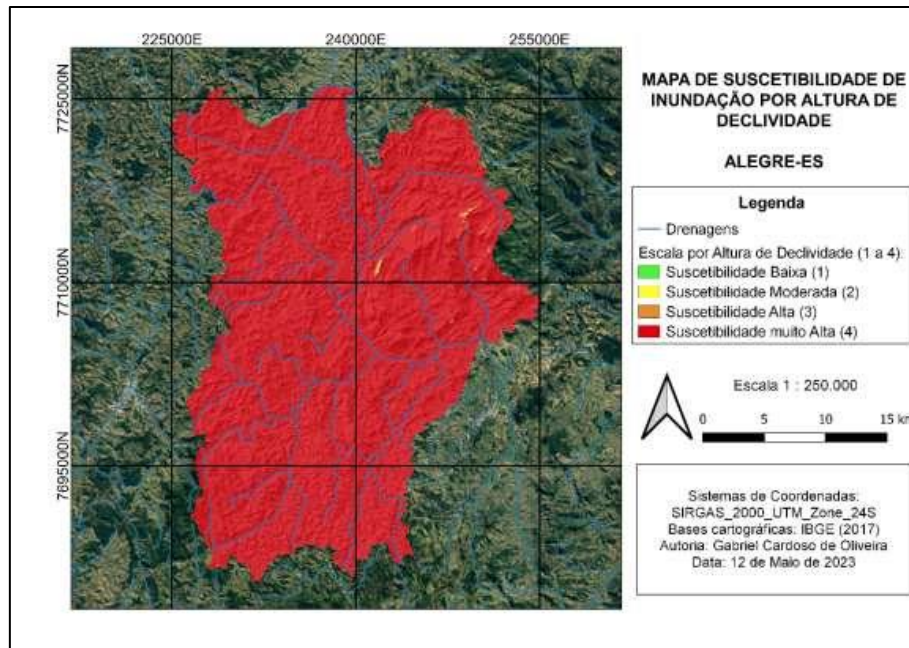 225000E 240000E 255000E
7725000N
7710000N
7695000N
MAPA DE SUSCETIBILIDADE DE
INUNDAÇÃO POR ALTURA DE
DECLIVIDADE
ALEGRE-ES
Legenda
Drenagens
Escala por Altura de Declividade (1 a 4):
Suscetibilidade Baixa (1)
Suscetibilidade Moderada (2)
Suscetibilidade Alta (3)
Suscetibilidade muito Alta (4)
Escala 1 : 250.000
0 5 10 15 km
Sistemas de Coordenadas:
SIRGAS_2000_UTM_Zone_24S
Bases cartográficas: IBGE (2017)
Autoria: Gabriel Cardoso de Oliveira
Data: 12 de Maio de 2023